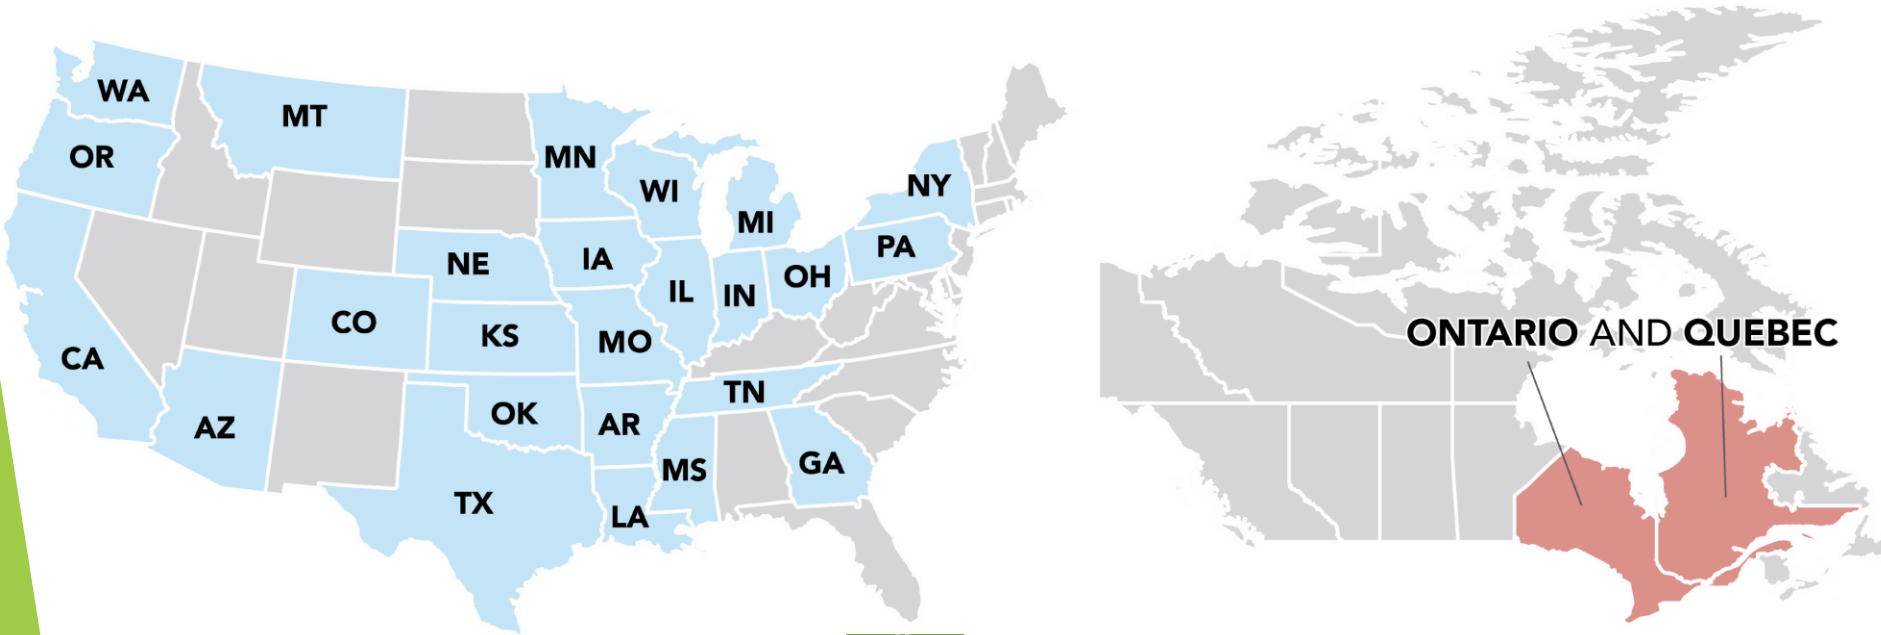 WA
MT
OR
MN
WI
NY
MI
PA
NE
IA
OH
IL
IN
CO
KS
MO
CA
TN
OK
AZ
AR
GA
MS
TX
LA
ONTARIO AND QUEBEC